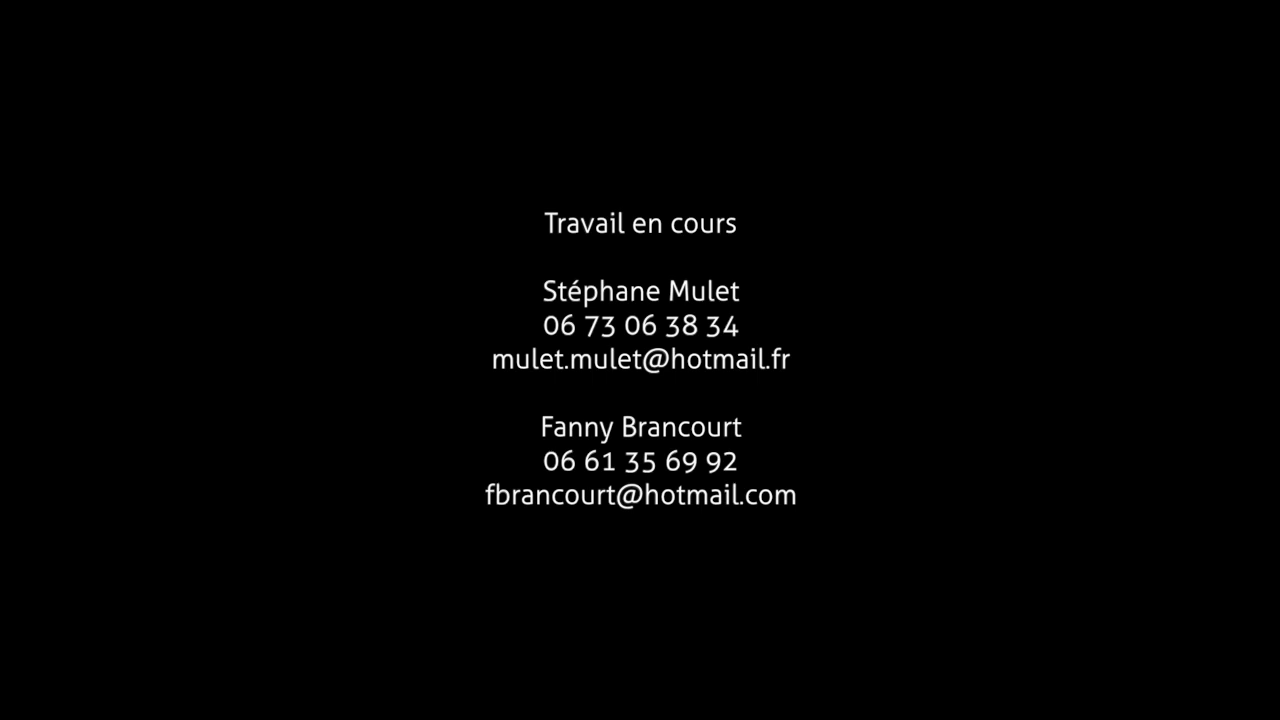 Travail en cours
Stéphane Mulet
06 73 06 38 34
mulet.mulet@hotmail.fr
Fanny Brancourt
06 61 35 69 92
fbrancourt@hotmail.com